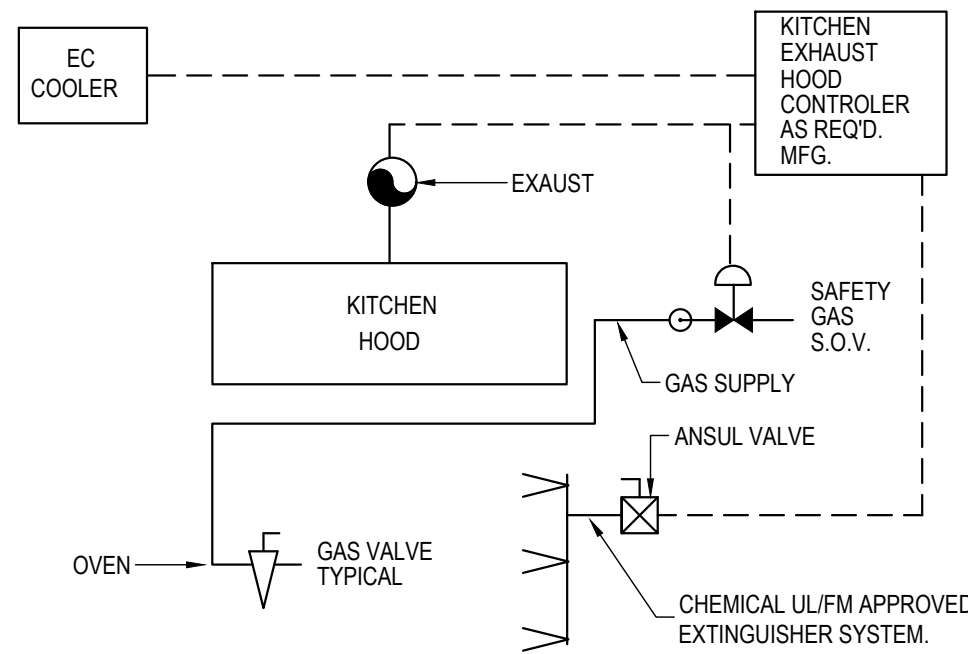 EC
COOLER
KITCHEN
EXHAUST
HOOD
CONTROLER
AS REQ'D.
MFG.
EXAUST
KITCHEN
HOOD
SAFETY
GAS
S.O.V.
GAS SUPPLY
ANSUL VALVE
OVEN
GAS VALVE
TYPICAL
CHEMICAL UL/FM APPROVED
EXTINGUISHER SYSTEM.